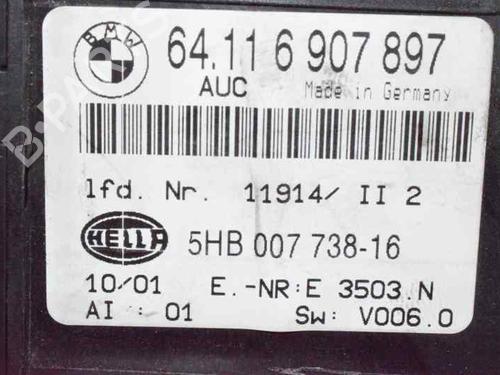 BMW
64.11 6 907 897
AUC Made in Germany
lfd. Nr. 11914/ II 2
HELLA 5HB 007 738-16
10/01 E.-NR:E 3503.N
AI : 01 Sw: V006.0
B-PARTS